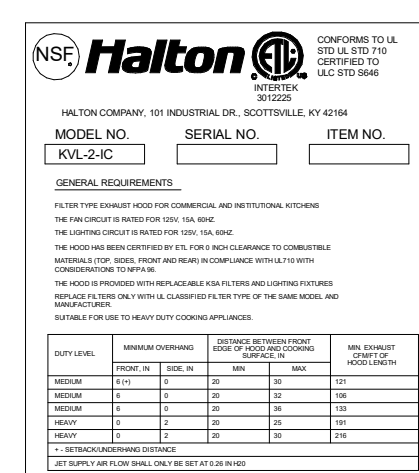 NSF® Halton ETL CLASSIFIED
CONFORMS TO UL
STD UL STD 710
CERTIFIED TO
ULC STD S646
INTERTEK
3012225
HALTON COMPANY, 101 INDUSTRIAL DR., SCOTTSVILLE, KY 42164
MODEL NO. SERIAL NO. ITEM NO.
KVL-2-IC
GENERAL REQUIREMENTS
FILTER TYPE EXHAUST HOOD FOR COMMERCIAL AND INSTITUTIONAL KITCHENS
THE FAN CIRCUIT IS RATED FOR 125V, 15A, 60HZ.
THE LIGHTING CIRCUIT IS RATED FOR 125V, 15A, 60HZ.
THE HOOD HAS BEEN CERTIFIED BY ETL FOR 0 INCH CLEARANCE TO COMBUSTIBLE
MATERIALS (TOP, SIDES, FRONT AND REAR) IN COMPLIANCE WITH UL710 WITH
CONSIDERATIONS TO NFPA 96.
THE HOOD IS PROVIDED WITH REPLACEABLE KSA FILTERS AND LIGHTING FIXTURES
REPLACE FILTERS ONLY WITH UL CLASSIFIED FILTER TYPE OF THE SAME MODEL AND
MANUFACTURER.
SUITABLE FOR USE TO HEAVY DUTY COOKING APPLIANCES.
DUTY LEVEL MINIMUM OVERHANG DISTANCE BETWEEN FRONT
EDGE OF HOOD AND COOKING
SURFACE, IN MIN. EXHAUST
CFM/FT OF
HOOD LENGTH
FRONT, IN SIDE, IN MIN MAX
MEDIUM 6 (+) 0 20 30 121
MEDIUM 6 0 20 32 106
MEDIUM 6 0 20 36 133
HEAVY 0 2 20 25 191
HEAVY 0 2 20 30 216
+ - SETBACK/UNDERHANG DISTANCE
JET SUPPLY AIR FLOW SHALL ONLY BE SET AT 0.26 IN H20